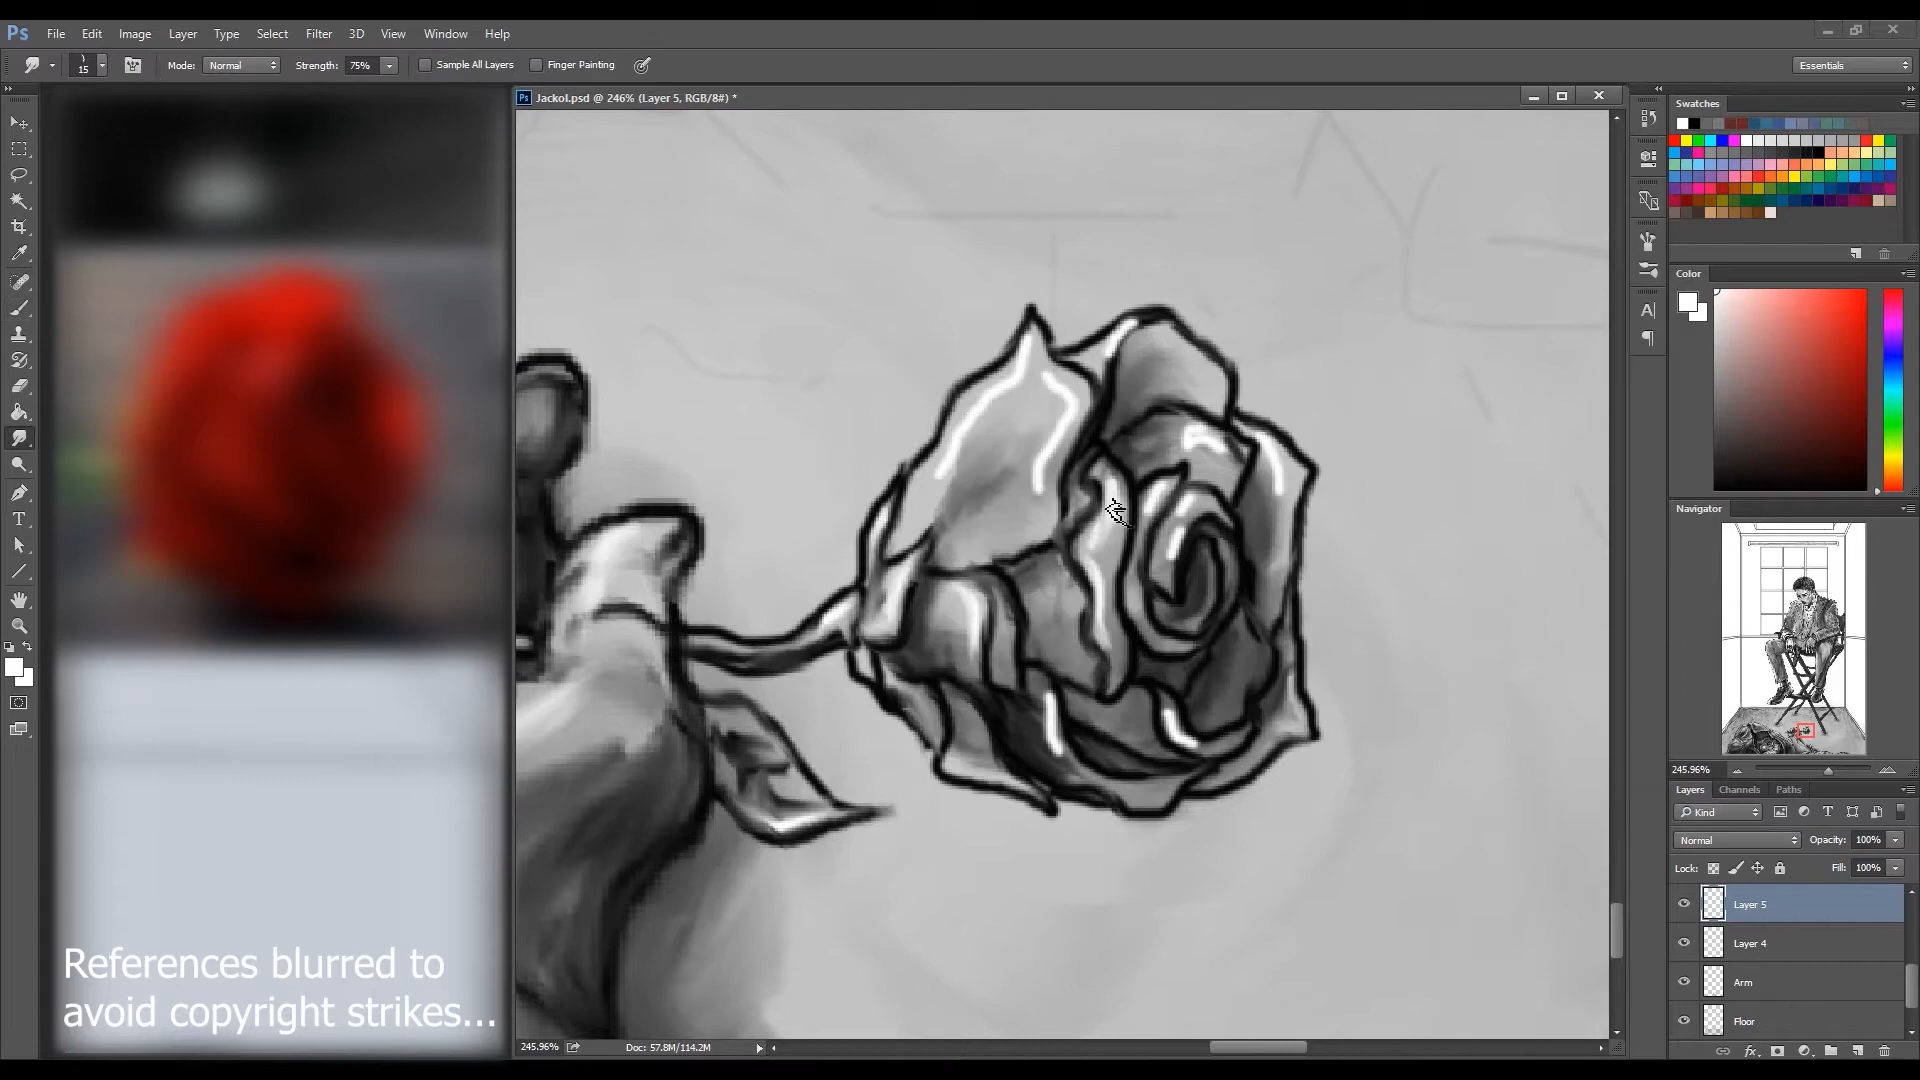 Ps File Edit Image Layer Type Select Filter 3D View Window Help
15 Mode: Normal Strength: 75% Sample All Layers Finger Painting Essentials
Ps Jackol.psd @ 246% (Layer 5, RGB/8#) *
Swatches
Color
Navigator
245.96%
Layers Channels Paths
Kind
Normal Opacity: 100%
Lock: Fill: 100%
Layer 5
Layer 4
Arm
Floor
References blurred to
avoid copyright strikes...
245.96% Doc: 57.8M/114.2M